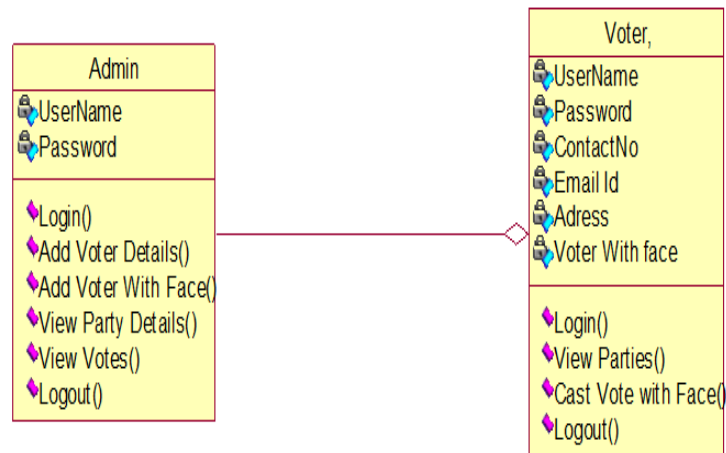 Admin
UserName
Password
Login()
Add Voter Details()
Add Voter With Face()
View Party Details()
View Votes()
Logout()
Voter,
UserName
Password
ContactNo
Email Id
Adress
Voter With face
Login()
View Parties()
Cast Vote with Face()
Logout()